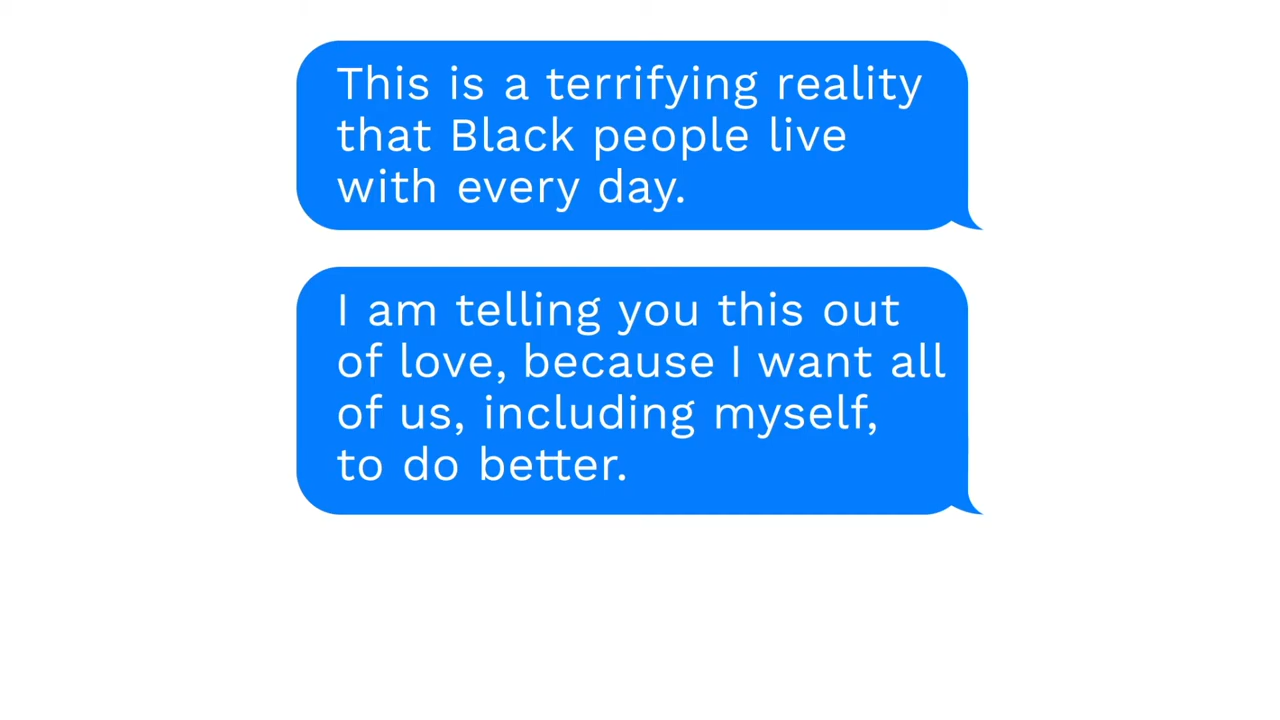 This is a terrifying reality
that Black people live
with every day.
I am telling you this out
of love, because I want all
of us, including myself,
to do better.